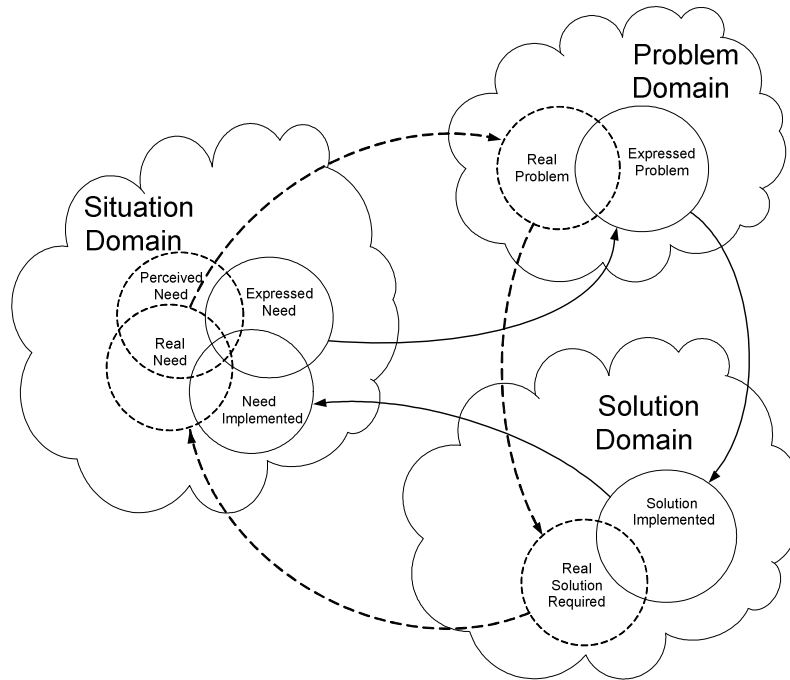 Problem
Domain
Real
Problem
Expressed
Problem
Situation
Domain
Perceived
Need
Expressed
Need
Real
Need
Need
Implemented
Solution
Domain
Solution
Implemented
Real
Solution
Required